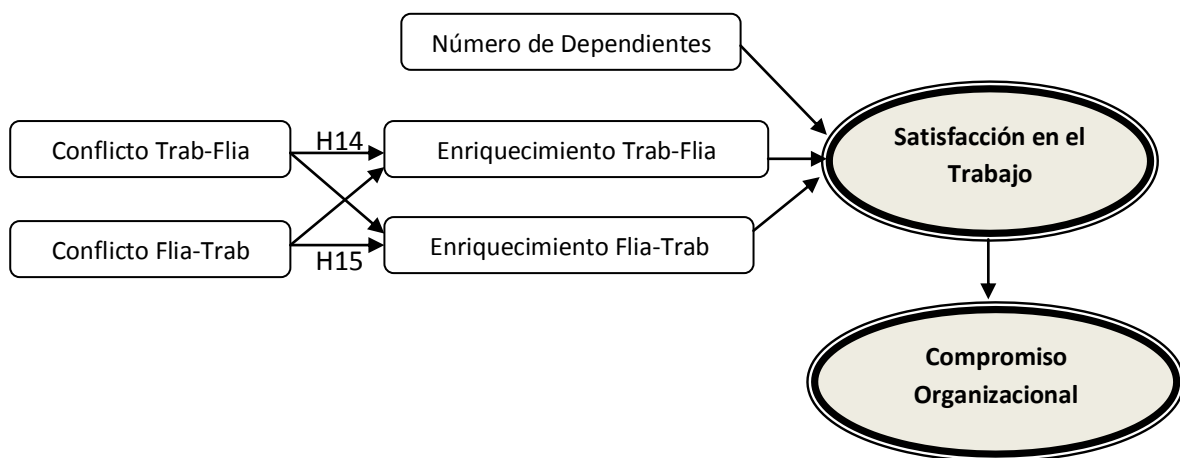 Número de Dependientes
Conflicto Trab-Flia
H14
Enriquecimiento Trab-Flia
Satisfacción en el
Trabajo
Conflicto Flia-Trab
H15
Enriquecimiento Flia-Trab
Compromiso
Organizacional